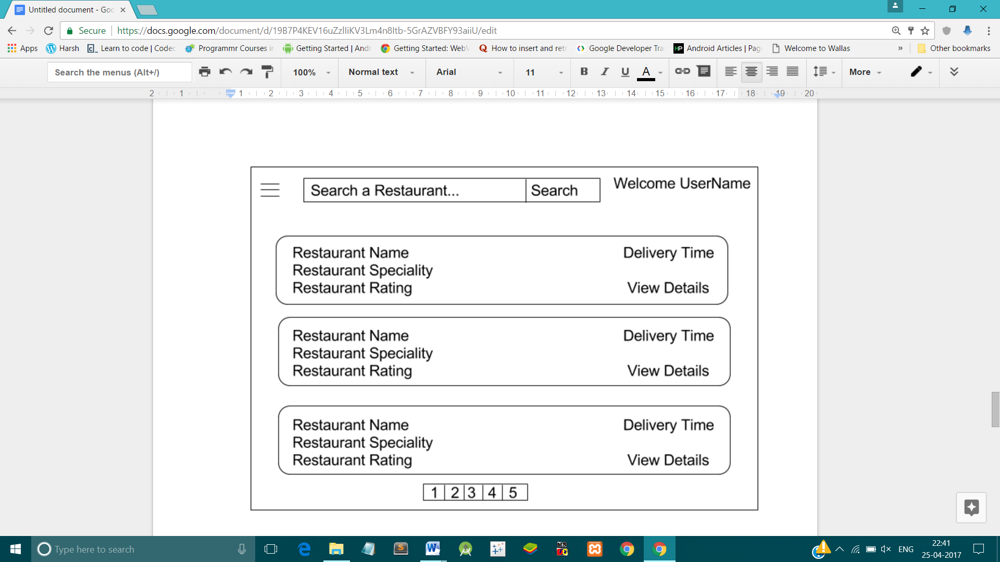 Untitled document - Goo
Secure https://docs.google.com/document/d/19B7P4KEV16uZzlIiKV3Lm4n8Itb-5GrAZVBFY93aiiU/edit
Apps Harsh Learn to code | Codec Programmr Courses in Getting Started | Andr Getting Started: WebV How to insert and retr Google Developer Tra Android Articles | Page Welcome to Wallas » Other bookmarks
Search the menus (Alt+/) 100% Normal text Arial 11 B I U A More
2 1 1 2 3 4 5 6 7 8 9 10 11 12 13 14 15 16 17 18 19 20
Search a Restaurant... Search Welcome UserName
Restaurant Name Delivery Time
Restaurant Speciality
Restaurant Rating View Details
Restaurant Name Delivery Time
Restaurant Speciality
Restaurant Rating View Details
Restaurant Name Delivery Time
Restaurant Speciality
Restaurant Rating View Details
1 2 3 4 5
Type here to search ENG 22:41
25-04-2017